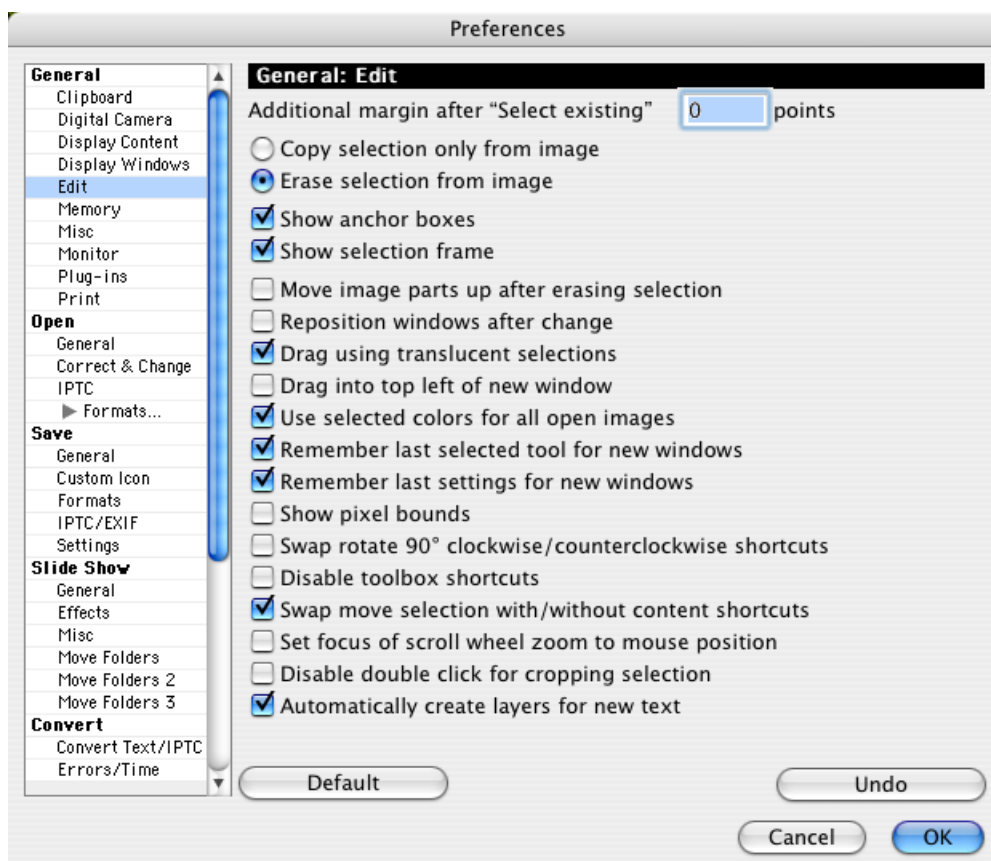 Preferences
General
Clipboard
Digital Camera
Display Content
Display Windows
Edit
Memory
Misc
Monitor
Plug-ins
Print
Open
General
Correct & Change
IPTC
Formats...
Save
General
Custom Icon
Formats
IPTC/EXIF
Settings
Slide Show
General
Effects
Misc
Move Folders
Move Folders 2
Move Folders 3
Convert
Convert Text/IPTC
Errors/Time
General: Edit
Additional margin after “Select existing” 0 points
Copy selection only from image
Erase selection from image
Show anchor boxes
Show selection frame
Move image parts up after erasing selection
Reposition windows after change
Drag using translucent selections
Drag into top left of new window
Use selected colors for all open images
Remember last selected tool for new windows
Remember last settings for new windows
Show pixel bounds
Swap rotate 90° clockwise/counterclockwise shortcuts
Disable toolbox shortcuts
Swap move selection with/without content shortcuts
Set focus of scroll wheel zoom to mouse position
Disable double click for cropping selection
Automatically create layers for new text
Default
Undo
Cancel
OK